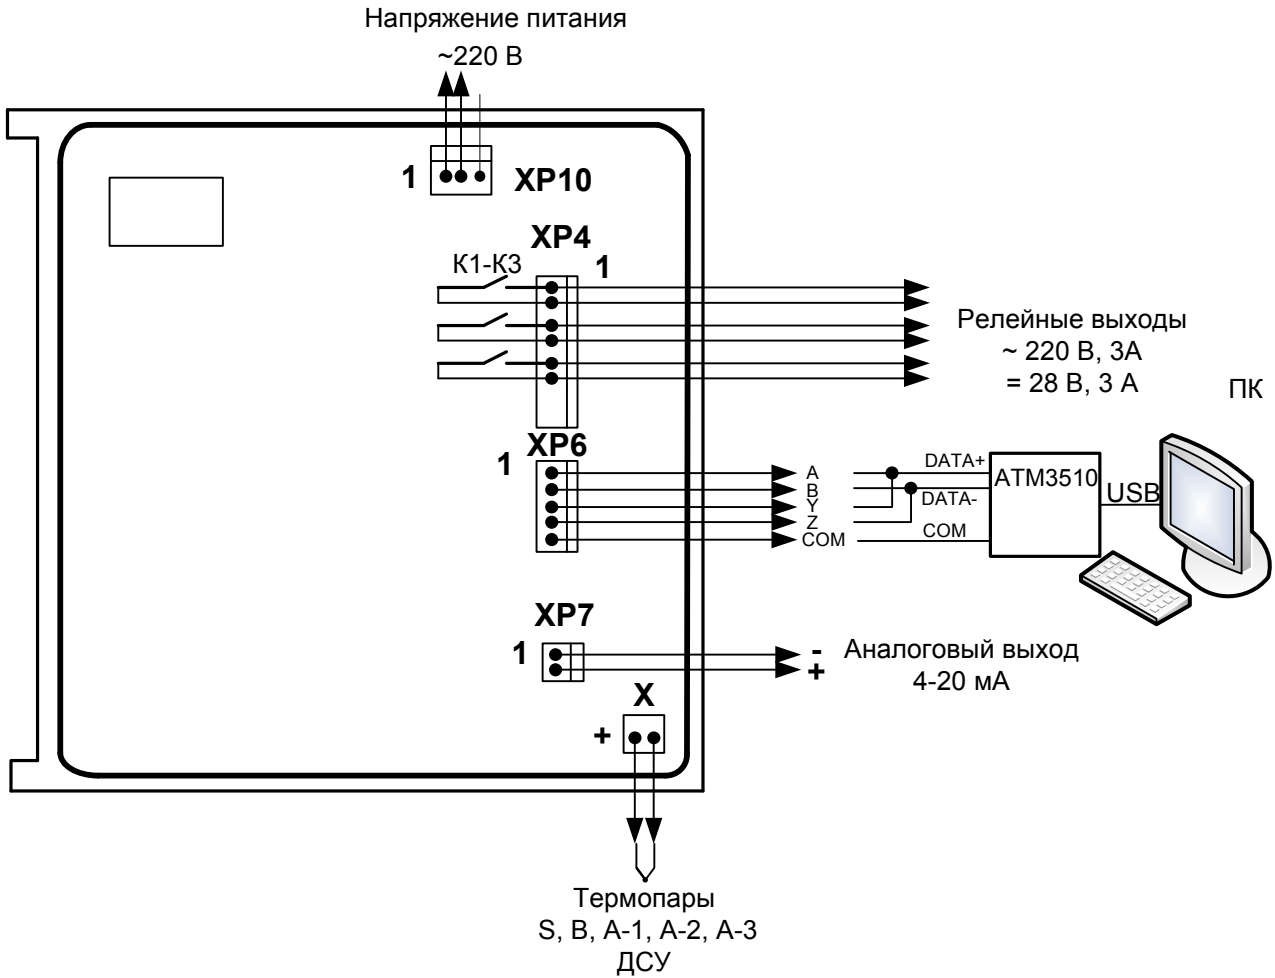 Напряжение питания
~220 В
1
XP10
XP4
К1-К3
1
Релейные выходы
~ 220 В, 3А
= 28 В, 3 А
ПК
XP6
1
A
B
Y
Z
COM
DATA+
DATA-
COM
АТМ3510
USB
XP7
1
-
+
Аналоговый выход
4-20 мА
X
+
Термопары
S, B, A-1, A-2, A-3
ДСУ